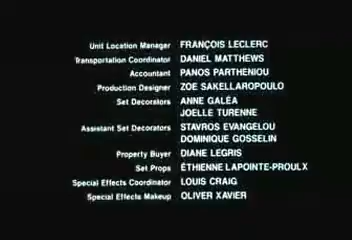 Unit Location Manager FRANÇOIS LECLERC
Transportation Coordinator DANIEL MATTHEWS
Accountant PANOS PARTHENIOU
Production Designer ZOE SAKELLAROPOULO
Set Decorators ANNE GALÉA
JOELLE TURENNE
Assistant Set Decorators STAVROS EVANGELOU
DOMINIQUE GOSSELIN
Property Buyer DIANE LEGRIS
Set Props ÉTHIENNE LAPOINTE-PROULX
Special Effects Coordinator LOUIS CRAIG
Special Effects Makeup OLIVER XAVIER